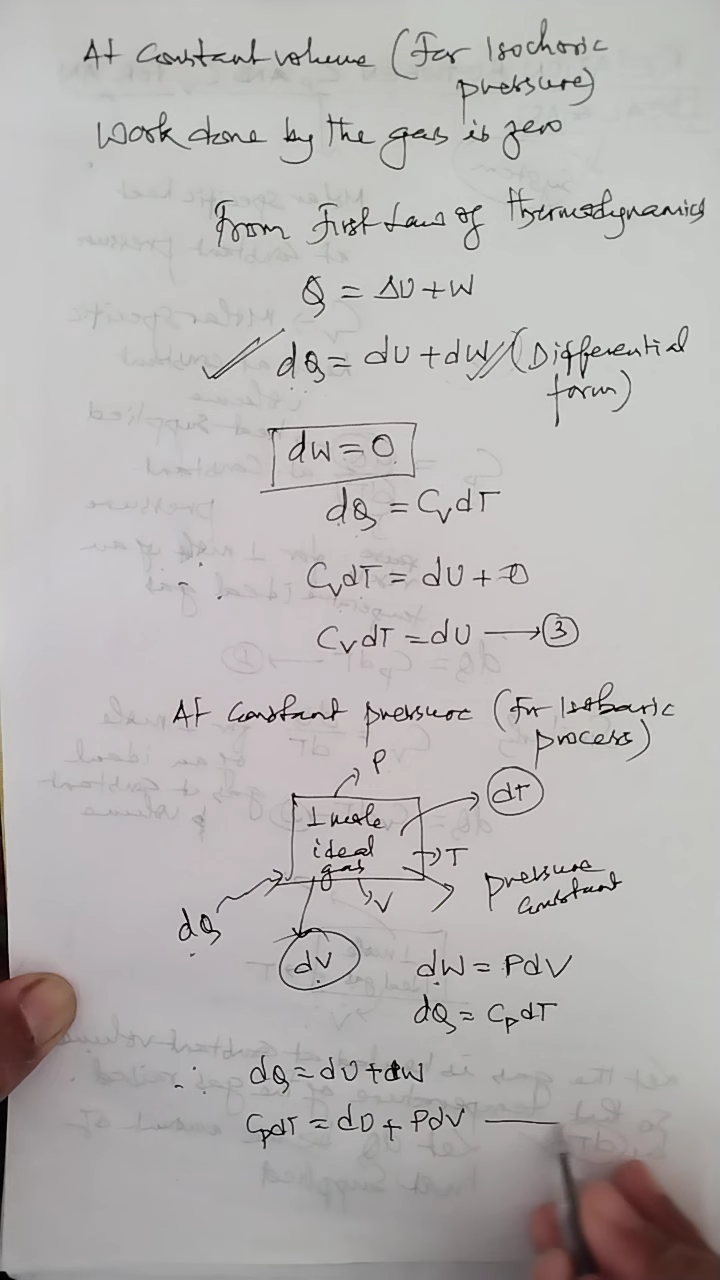 At Constant volume (For Isochoric
pressure)
Work done by the gas is zero
From First Law of thermodynamics
Q = ΔU + W
dQ = dU + dW (Differential
form)
dW = 0
dQ = CvdT
∴ CvdT = dU + 0
CvdT = dU ⟶ ③
At Constant pressure (For Isobaric
process)
P
dT
1 mole
ideal
gas
T
pressure
constant
V
dQ
dV
dW = PdV
dQ = CpdT
∴ dQ = dU + dW
CpdT = dU + PdV —